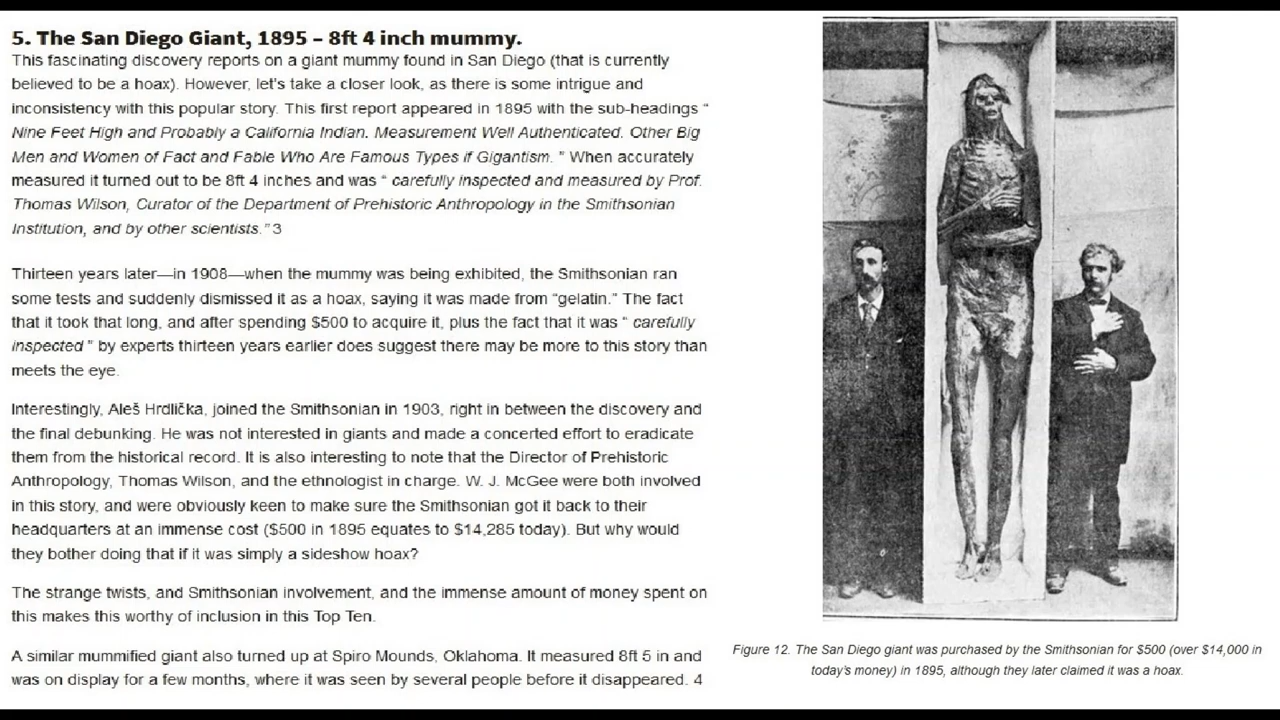 5. The San Diego Giant, 1895 – 8ft 4 inch mummy.
This fascinating discovery reports on a giant mummy found in San Diego (that is currently
believed to be a hoax). However, let's take a closer look, as there is some intrigue and
inconsistency with this popular story. This first report appeared in 1895 with the sub-headings “
Nine Feet High and Probably a California Indian. Measurement Well Authenticated. Other Big
Men and Women of Fact and Fable Who Are Famous Types if Gigantism. ” When accurately
measured it turned out to be 8ft 4 inches and was “ carefully inspected and measured by Prof.
Thomas Wilson, Curator of the Department of Prehistoric Anthropology in the Smithsonian
Institution, and by other scientists.” 3
Thirteen years later—in 1908—when the mummy was being exhibited, the Smithsonian ran
some tests and suddenly dismissed it as a hoax, saying it was made from “gelatin.” The fact
that it took that long, and after spending $500 to acquire it, plus the fact that it was “ carefully
inspected ” by experts thirteen years earlier does suggest there may be more to this story than
meets the eye.
Interestingly, Aleš Hrdlička, joined the Smithsonian in 1903, right in between the discovery and
the final debunking. He was not interested in giants and made a concerted effort to eradicate
them from the historical record. It is also interesting to note that the Director of Prehistoric
Anthropology, Thomas Wilson, and the ethnologist in charge. W. J. McGee were both involved
in this story, and were obviously keen to make sure the Smithsonian got it back to their
headquarters at an immense cost ($500 in 1895 equates to $14,285 today). But why would
they bother doing that if it was simply a sideshow hoax?
The strange twists, and Smithsonian involvement, and the immense amount of money spent on
this makes this worthy of inclusion in this Top Ten.
A similar mummified giant also turned up at Spiro Mounds, Oklahoma. It measured 8ft 5 in and
was on display for a few months, where it was seen by several people before it disappeared. 4
Figure 12. The San Diego giant was purchased by the Smithsonian for $500 (over $14,000 in
today's money) in 1895, although they later claimed it was a hoax.